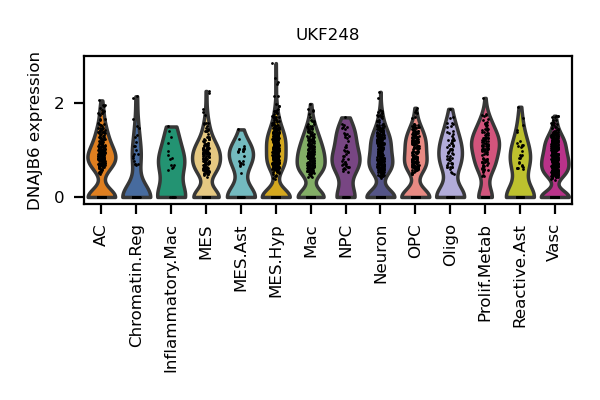 UKF248
DNAJB6 expression
2
0
AC
Chromatin.Reg
Inflammatory.Mac
MES
MES.Ast
MES.Hyp
Mac
NPC
Neuron
OPC
Oligo
Prolif.Metab
Reactive.Ast
Vasc